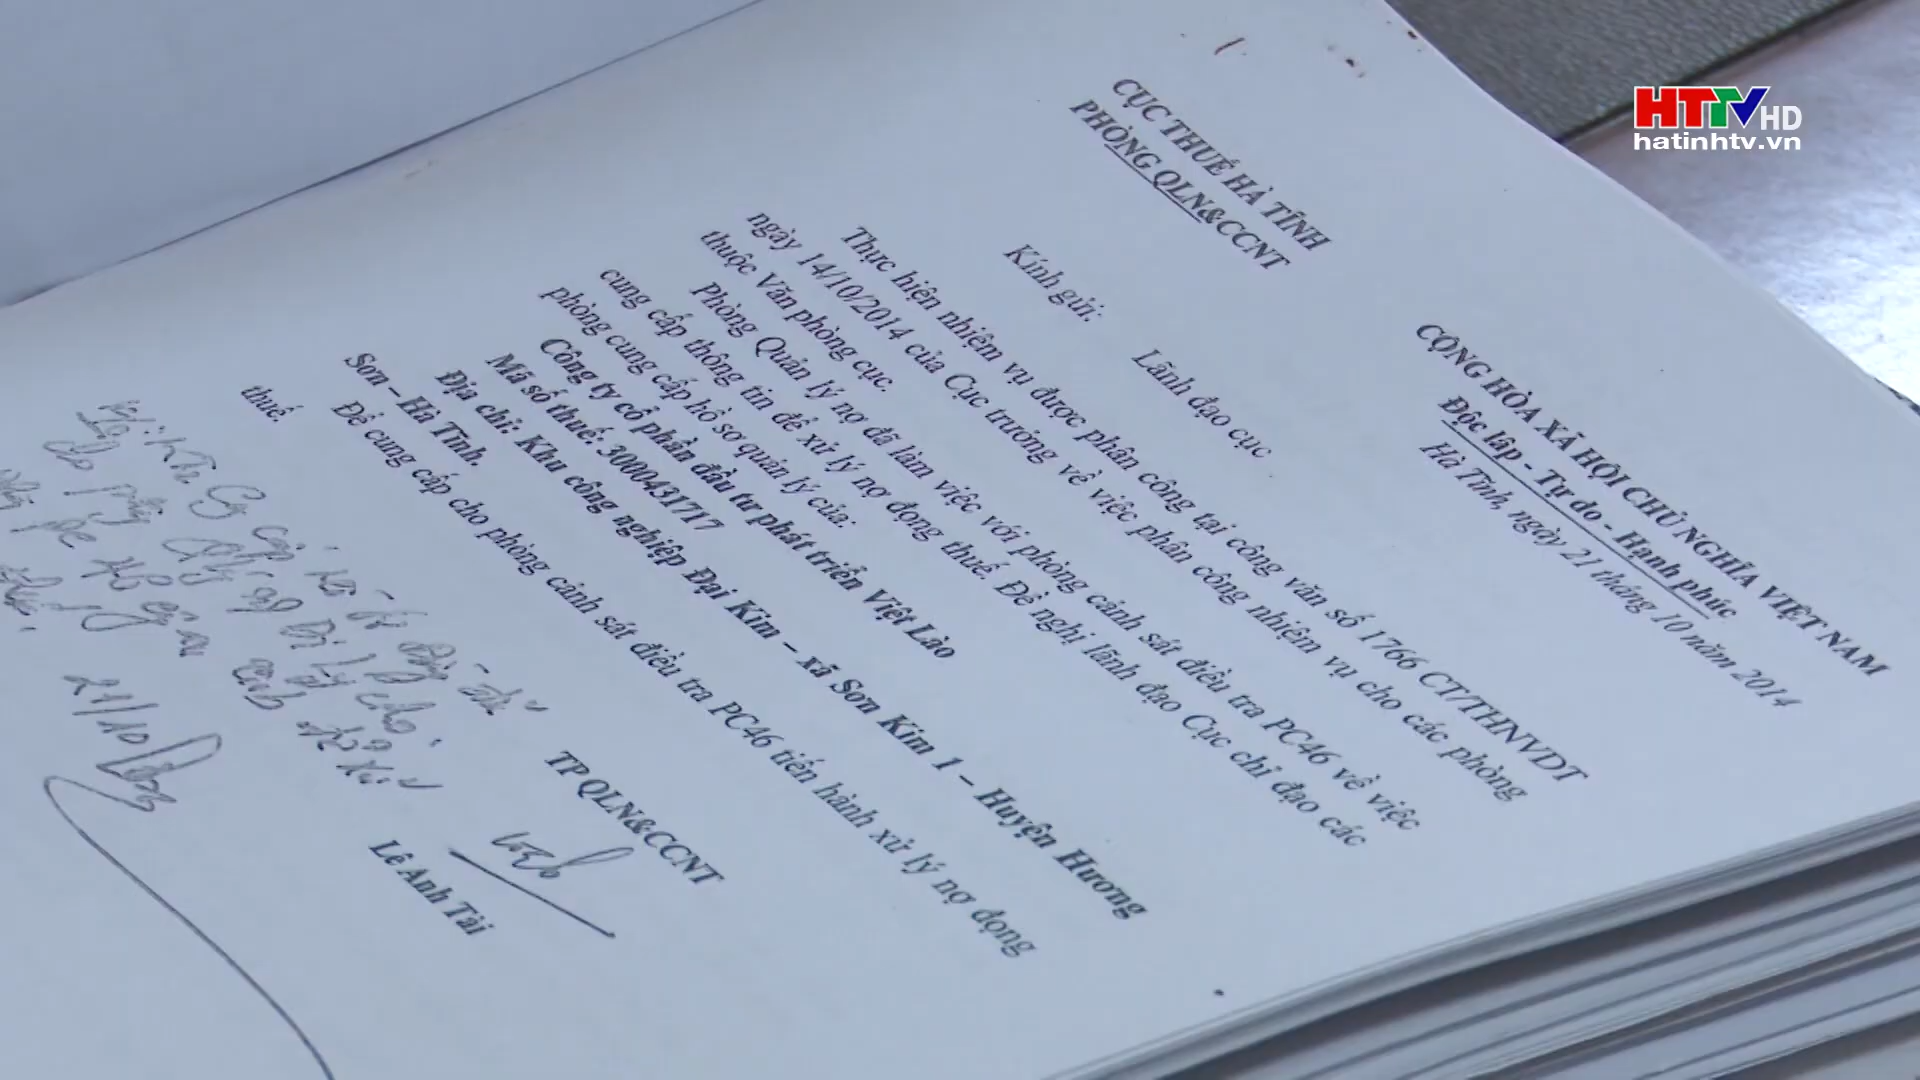 HTTV HD
hatinhtv.vn
CỤC THUẾ HÀ TĨNH
PHÒNG QLN&CCNT
CỘNG HÒA XÃ HỘI CHỦ NGHĨA VIỆT NAM
Độc lập - Tự do - Hạnh phúc
Hà Tĩnh, ngày 21 tháng 10 năm 2014
Kính gửi: Lãnh đạo cục
Thực hiện nhiệm vụ được phân công tại công văn số 1766 CT/THNVDT
ngày 14/10/2014 của Cục trưởng về việc phân công nhiệm vụ cho các phòng
thuộc Văn phòng cục.
Phòng Quản lý nợ đã làm việc với phòng cảnh sát điều tra PC46 về việc
cung cấp thông tin để xử lý nợ đọng thuế. Đề nghị lãnh đạo Cục chỉ đạo các
phòng cung cấp hồ sơ quản lý của:
Công ty cổ phần đầu tư phát triển Việt Lào
Mã số thuế: 3000431717
Địa chỉ: Khu công nghiệp Đại Kim – xã Sơn Kim 1 – Huyện Hương
Sơn – Hà Tĩnh.
Để cung cấp cho phòng cảnh sát điều tra PC46 tiến hành xử lý nợ đọng
thuế.
TP QLN&CCNT
Lê Anh Tài
21/10